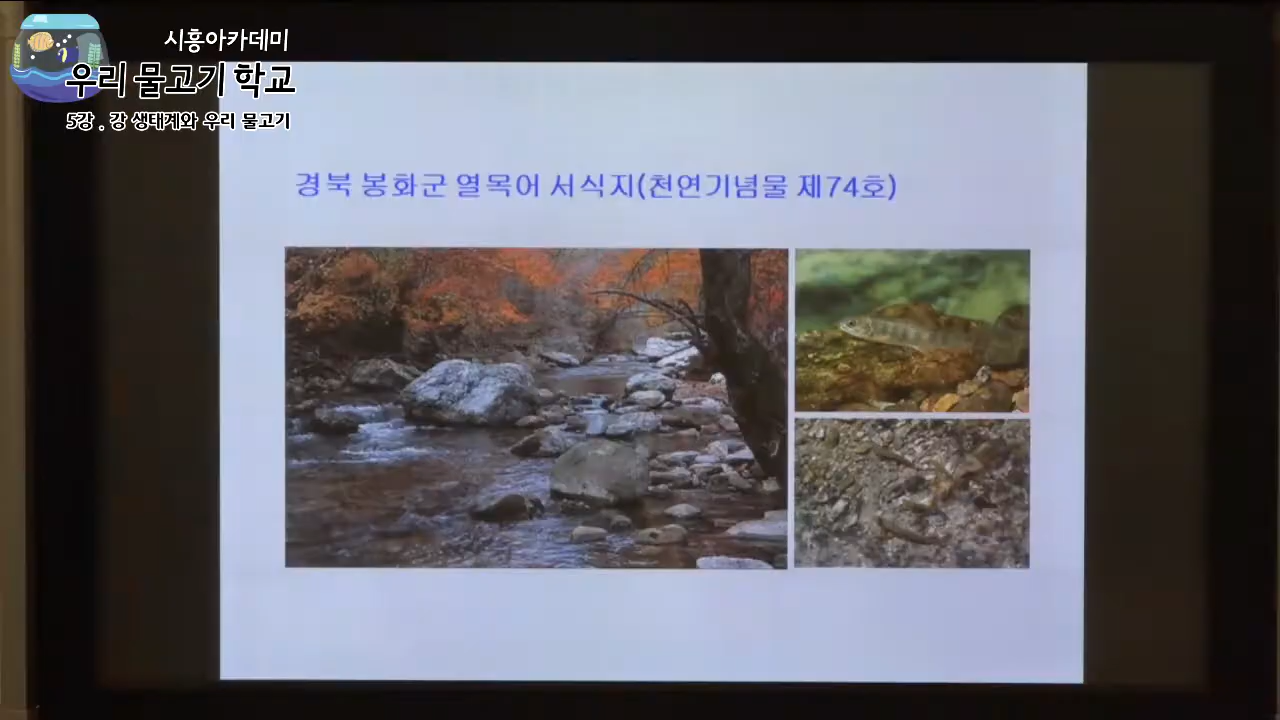 시흥아카데미
우리 물고기 학교
5강 . 강 생태계와 우리 물고기
경북 봉화군 열목어 서식지(천연기념물 제74호)